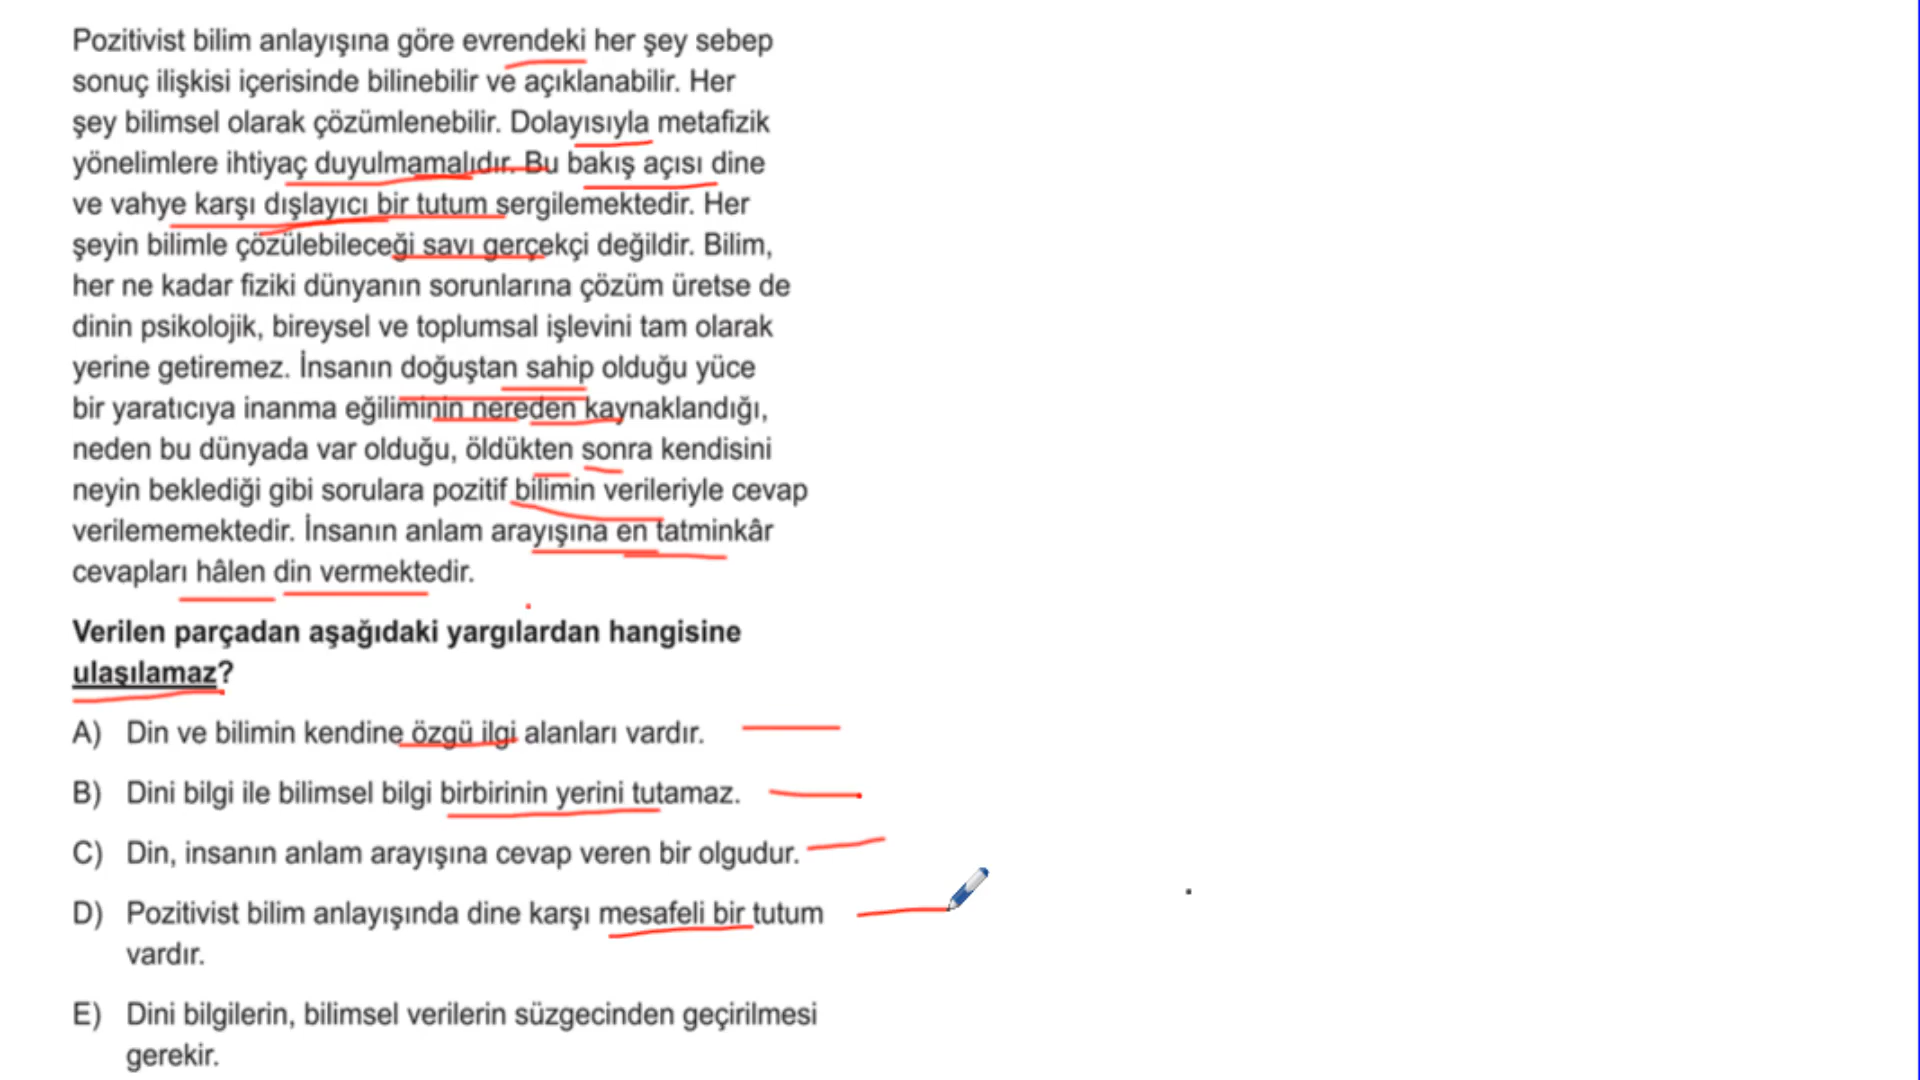 Pozitivist bilim anlayışına göre evrendeki her şey sebep
sonuç ilişkisi içerisinde bilinebilir ve açıklanabilir. Her
şey bilimsel olarak çözümlenebilir. Dolayısıyla metafizik
yönelimlere ihtiyaç duyulmamalıdır. Bu bakış açısı dine
ve vahye karşı dışlayıcı bir tutum sergilemektedir. Her
şeyin bilimle çözülebileceği savı gerçekçi değildir. Bilim,
her ne kadar fiziki dünyanın sorunlarına çözüm üretse de
dinin psikolojik, bireysel ve toplumsal işlevini tam olarak
yerine getiremez. İnsanın doğuştan sahip olduğu yüce
bir yaratıcıya inanma eğiliminin nereden kaynaklandığı,
neden bu dünyada var olduğu, öldükten sonra kendisini
neyin beklediği gibi sorulara pozitif bilimin verileriyle cevap
verilememektedir. İnsanın anlam arayışına en tatminkâr
cevapları hâlen din vermektedir.
Verilen parçadan aşağıdaki yargılardan hangisine
ulaşılamaz?
A) Din ve bilimin kendine özgü ilgi alanları vardır.
B) Dini bilgi ile bilimsel bilgi birbirinin yerini tutamaz.
C) Din, insanın anlam arayışına cevap veren bir olgudur.
D) Pozitivist bilim anlayışında dine karşı mesafeli bir tutum
vardır.
E) Dini bilgilerin, bilimsel verilerin süzgecinden geçirilmesi
gerekir.